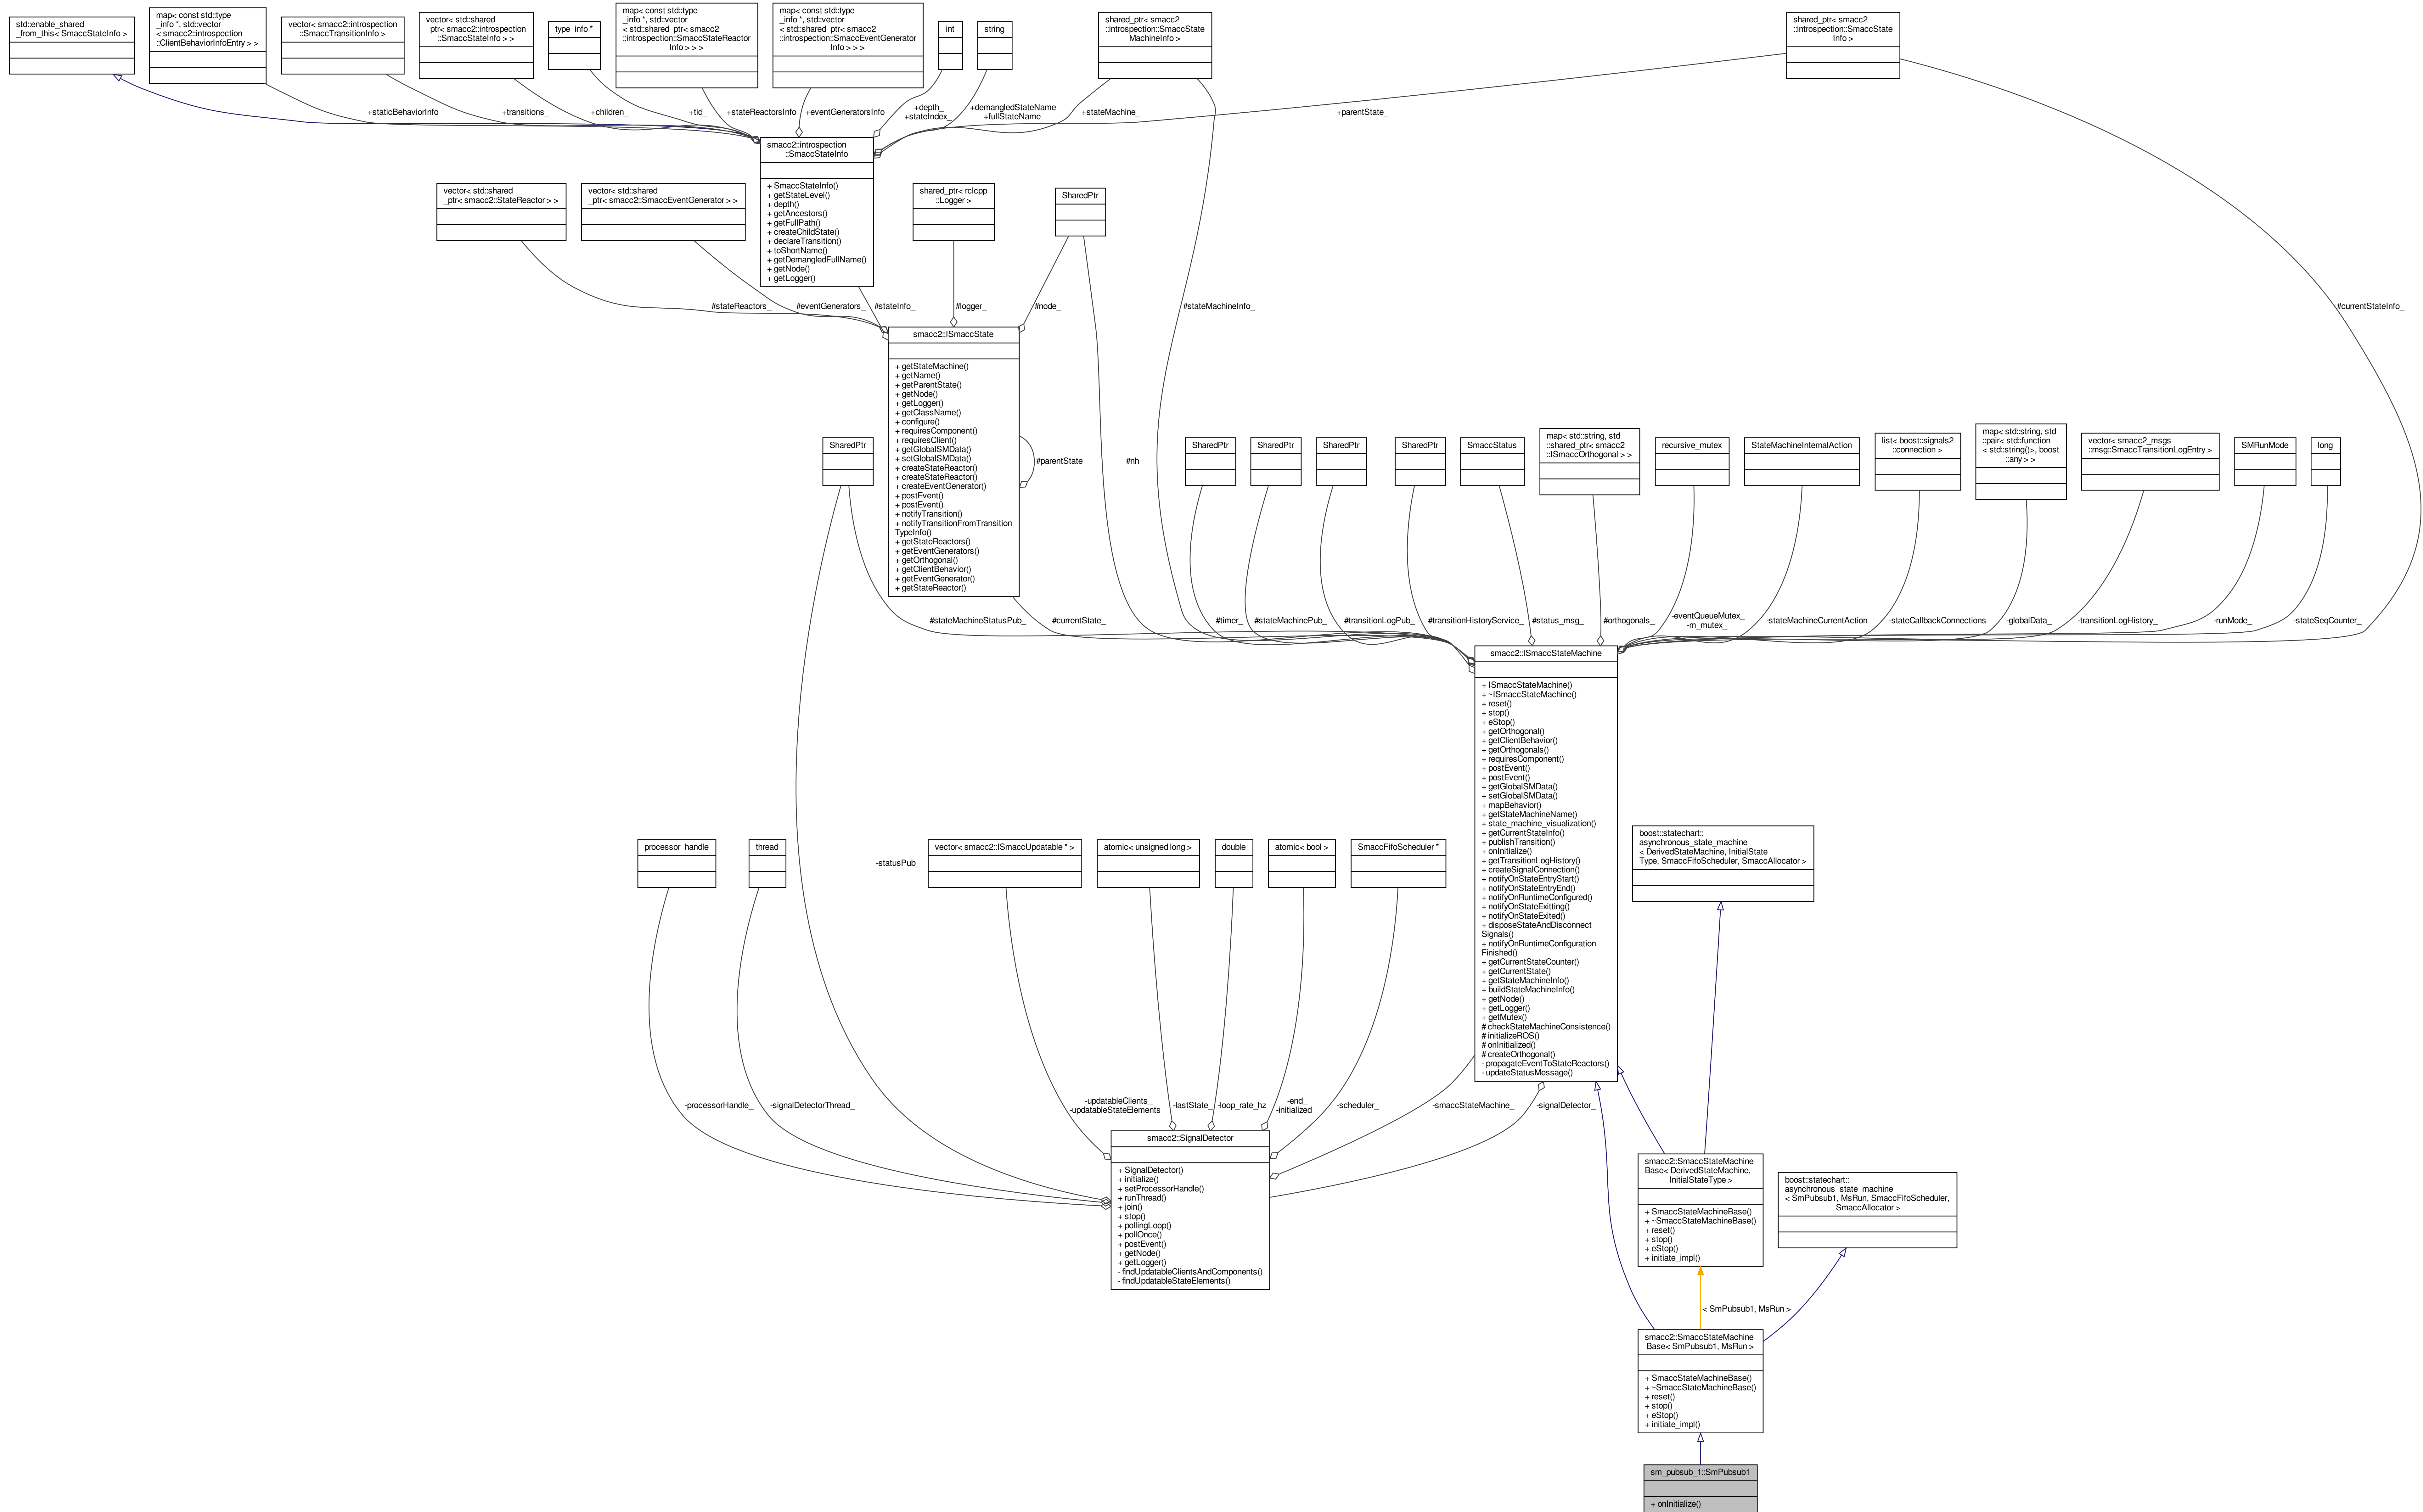 std::enable_shared
_from_this< SmaccStateInfo >
map< const std::type
_info *, std::vector
< smacc2::introspection
::ClientBehaviorInfoEntry > >
vector< smacc2::introspection
::SmaccTransitionInfo >
vector< std::shared
_ptr< smacc2::introspection
::SmaccStateInfo > >
type_info *
map< const std::type
_info *, std::vector
< std::shared_ptr< smacc2
::introspection::SmaccStateReactor
Info > > >
map< const std::type
_info *, std::vector
< std::shared_ptr< smacc2
::introspection::SmaccEventGenerator
Info > > >
int
string
shared_ptr< smacc2
::introspection::SmaccState
MachineInfo >
shared_ptr< smacc2
::introspection::SmaccState
Info >
+staticBehaviorInfo
+transitions_
+children_
+tid_
+stateReactorsInfo
+eventGeneratorsInfo
+depth_
+stateIndex_
+demangledStateName
+fullStateName
+stateMachine_
+parentState_
smacc2::introspection
::SmaccStateInfo
+ SmaccStateInfo()
+ getStateLevel()
+ depth()
+ getAncestors()
+ getFullPath()
+ createChildState()
+ declareTransition()
+ toShortName()
+ getDemangledFullName()
+ getNode()
+ getLogger()
vector< std::shared
_ptr< smacc2::StateReactor > >
vector< std::shared
_ptr< smacc2::SmaccEventGenerator > >
shared_ptr< rclcpp
::Logger >
SharedPtr
#stateReactors_
#eventGenerators_
#stateInfo_
#logger_
#node_
#stateMachineInfo_
#currentStateInfo_
smacc2::ISmaccState
+ getStateMachine()
+ getName()
+ getParentState()
+ getNode()
+ getLogger()
+ getClassName()
+ configure()
+ requiresComponent()
+ requiresClient()
+ getGlobalSMData()
+ setGlobalSMData()
+ createStateReactor()
+ createStateReactor()
+ createEventGenerator()
+ postEvent()
+ postEvent()
+ notifyTransition()
+ notifyTransitionFromTransition
TypeInfo()
+ getStateReactors()
+ getEventGenerators()
+ getOrthogonal()
+ getClientBehavior()
+ getEventGenerator()
+ getStateReactor()
#parentState_
#nh_
SharedPtr
SharedPtr
SharedPtr
SharedPtr
SharedPtr
SmaccStatus
map< std::string, std
::shared_ptr< smacc2
::ISmaccOrthogonal > >
recursive_mutex
StateMachineInternalAction
list< boost::signals2
::connection >
map< std::string, std
::pair< std::function
< std::string()>, boost
::any > >
vector< smacc2_msgs
::msg::SmaccTransitionLogEntry >
SMRunMode
long
#stateMachineStatusPub_
#currentState_
#timer_
#stateMachinePub_
#transitionLogPub_
#transitionHistoryService_
#status_msg_
#orthogonals_
-eventQueueMutex_
-m_mutex_
-stateMachineCurrentAction
-stateCallbackConnections
-globalData_
-transitionLogHistory_
-runMode_
-stateSeqCounter_
smacc2::ISmaccStateMachine
+ ISmaccStateMachine()
+ ~ISmaccStateMachine()
+ reset()
+ stop()
+ eStop()
+ getOrthogonal()
+ getClientBehavior()
+ getOrthogonals()
+ requiresComponent()
+ postEvent()
+ postEvent()
+ getGlobalSMData()
+ setGlobalSMData()
+ mapBehavior()
+ getStateMachineName()
+ state_machine_visualization()
+ getCurrentStateInfo()
+ publishTransition()
+ onInitialize()
+ getTransitionLogHistory()
+ createSignalConnection()
+ notifyOnStateEntryStart()
+ notifyOnStateEntryEnd()
+ notifyOnRuntimeConfigured()
+ notifyOnStateExitting()
+ notifyOnStateExited()
+ disposeStateAndDisconnect
Signals()
+ notifyOnRuntimeConfiguration
Finished()
+ getCurrentStateCounter()
+ getCurrentState()
+ getStateMachineInfo()
+ buildStateMachineInfo()
+ getNode()
+ getLogger()
+ getMutex()
# checkStateMachineConsistence()
# initializeROS()
# onInitialized()
# createOrthogonal()
- propagateEventToStateReactors()
- updateStatusMessage()
processor_handle
thread
-statusPub_
vector< smacc2::ISmaccUpdatable * >
atomic< unsigned long >
double
atomic< bool >
SmaccFifoScheduler *
boost::statechart::
asynchronous_state_machine
< DerivedStateMachine, InitialState
Type, SmaccFifoScheduler, SmaccAllocator >
-processorHandle_
-signalDetectorThread_
-updatableClients_
-updatableStateElements_
-lastState_
-loop_rate_hz
-end_
-initialized_
-scheduler_
-smaccStateMachine_
-signalDetector_
smacc2::SignalDetector
+ SignalDetector()
+ initialize()
+ setProcessorHandle()
+ runThread()
+ join()
+ stop()
+ pollingLoop()
+ pollOnce()
+ postEvent()
+ getNode()
+ getLogger()
- findUpdatableClientsAndComponents()
- findUpdatableStateElements()
smacc2::SmaccStateMachine
Base< DerivedStateMachine,
InitialStateType >
+ SmaccStateMachineBase()
+ ~SmaccStateMachineBase()
+ reset()
+ stop()
+ eStop()
+ initiate_impl()
boost::statechart::
asynchronous_state_machine
< SmPubsub1, MsRun, SmaccFifoScheduler,
SmaccAllocator >
< SmPubsub1, MsRun >
smacc2::SmaccStateMachine
Base< SmPubsub1, MsRun >
+ SmaccStateMachineBase()
+ ~SmaccStateMachineBase()
+ reset()
+ stop()
+ eStop()
+ initiate_impl()
sm_pubsub_1::SmPubsub1
+ onInitialize()